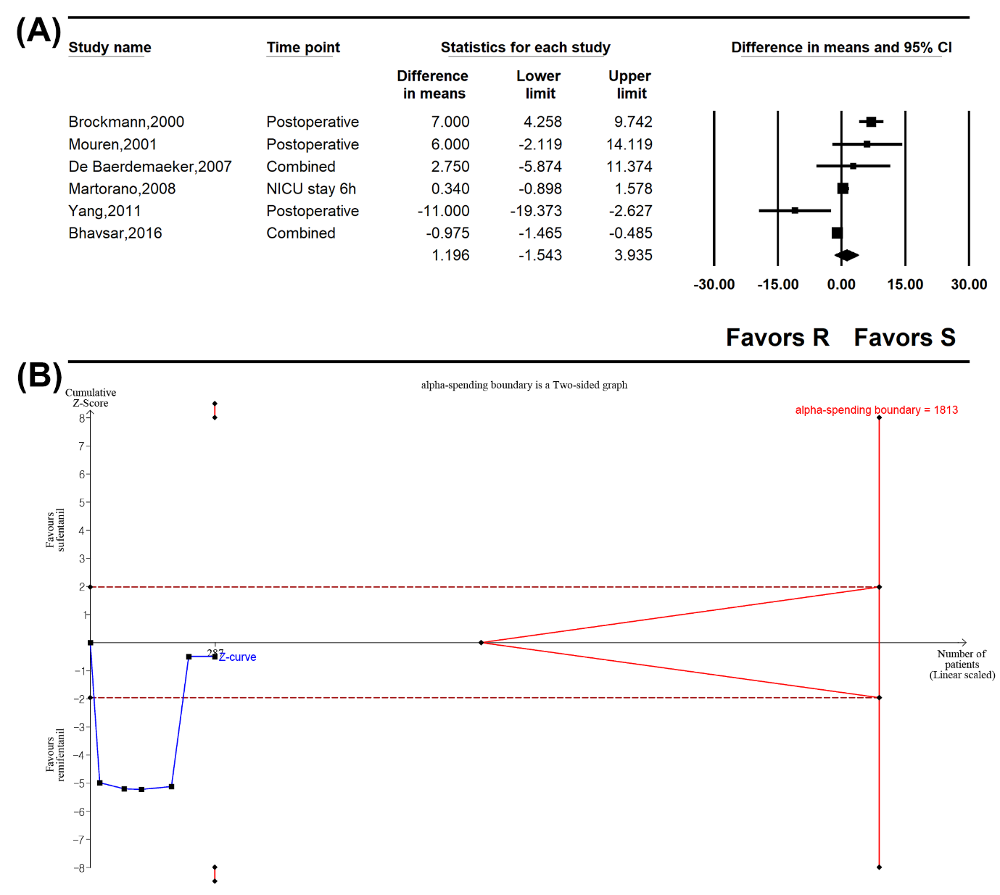 (A)
Study name Time point Statistics for each study Difference in means and 95% CI
Difference in means Lower limit Upper limit
Brockmann,2000 Postoperative 7.000 4.258 9.742
Mouren,2001 Postoperative 6.000 -2.119 14.119
De Baerdemaeker,2007 Combined 2.750 -5.874 11.374
Martorano,2008 NICU stay 6h 0.340 -0.898 1.578
Yang,2011 Postoperative -11.000 -19.373 -2.627
Bhavsar,2016 Combined -0.975 -1.465 -0.485
1.196 -1.543 3.935
-30.00 -15.00 0.00 15.00 30.00
Favors R Favors S
(B)
alpha-spending boundary is a Two-sided graph
Cumulative
Z-Score
alpha-spending boundary = 1813
8
7
6
5
4
3
2
1
-1
-2
-3
-4
-5
-6
-7
-8
Favours
sufentanil
Favours
remifentanil
287
Z-curve
Number of
patients
(Linear scaled)